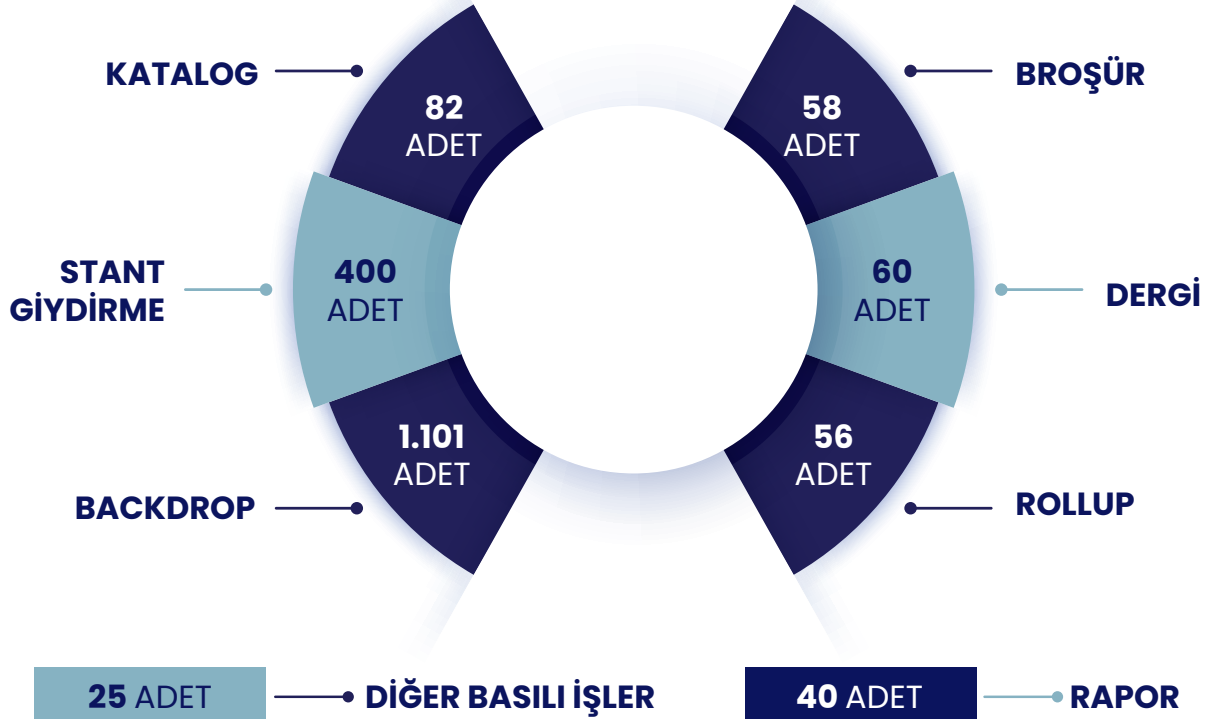 KATALOG
82
ADET
58
ADET
BROŞÜR
STANT
GİYDİRME
400
ADET
60
ADET
DERGİ
1.101
ADET
56
ADET
BACKDROP
ROLLUP
25 ADET
DİĞER BASILI İŞLER
40 ADET
RAPOR